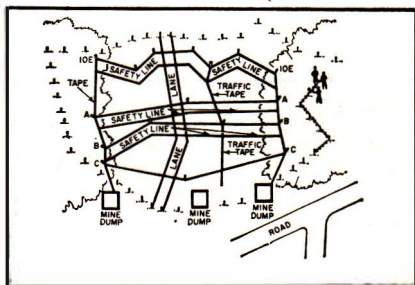 IOE
IOE
SAFETY LINE
SAFETY LINE
LANE
TAPE
TRAFFIC
TAPE
A
A
SAFETY LINE
B
B
SAFETY LINE
LANE
TRAFFIC
TAPE
C
C
MINE
DUMP
MINE
DUMP
MINE
DUMP
ROAD